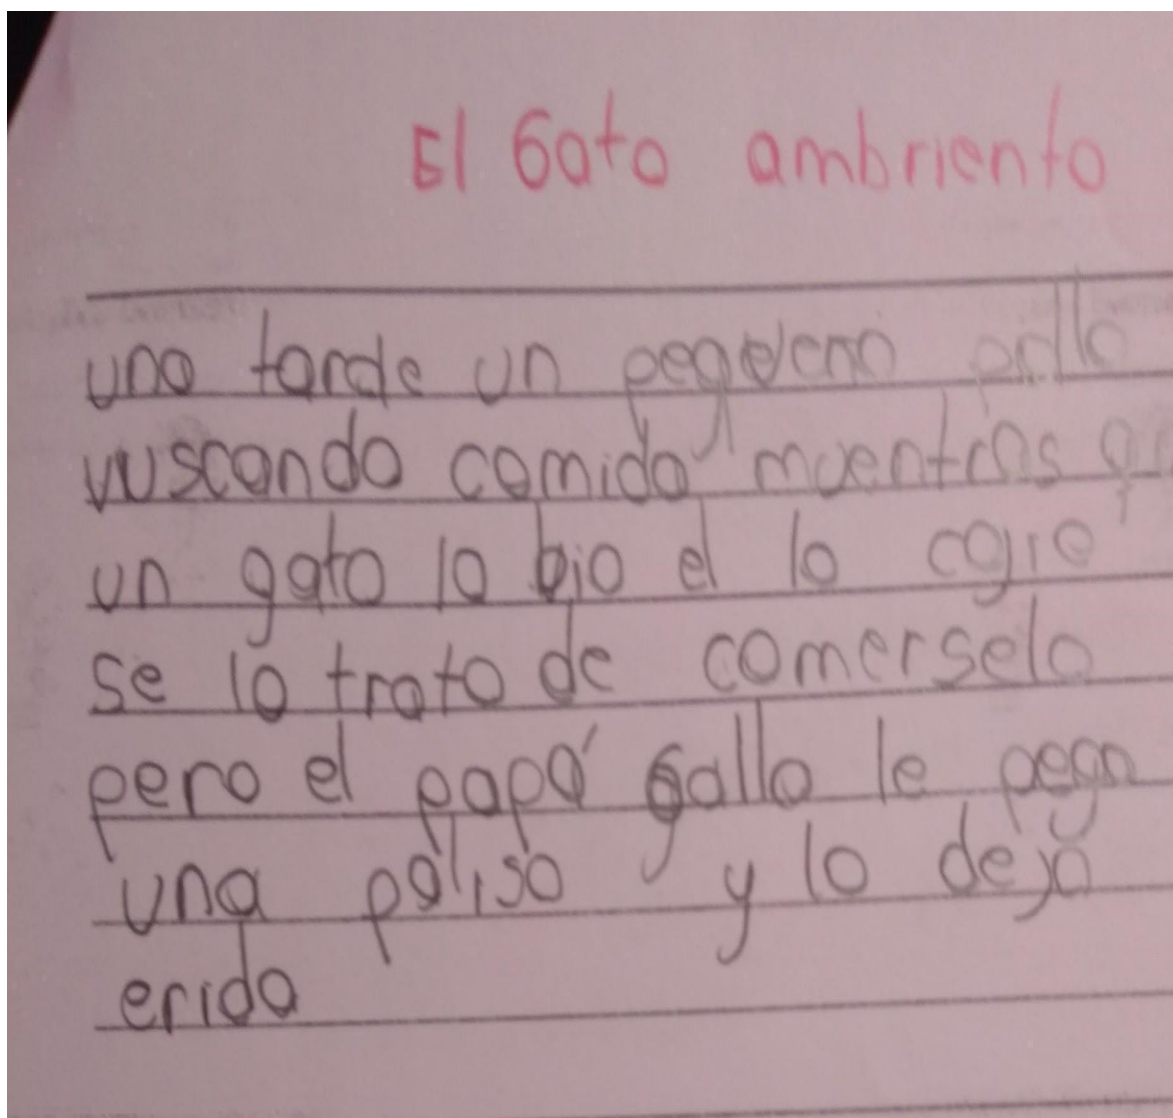 El Gato ambriento
una tarde un pequeno pollo
vuscando comida mientras
un gato lo bio el lo cojio
se lo trato de comerselo
pero el papá gallo le pego
una paliso y lo dejo
erido